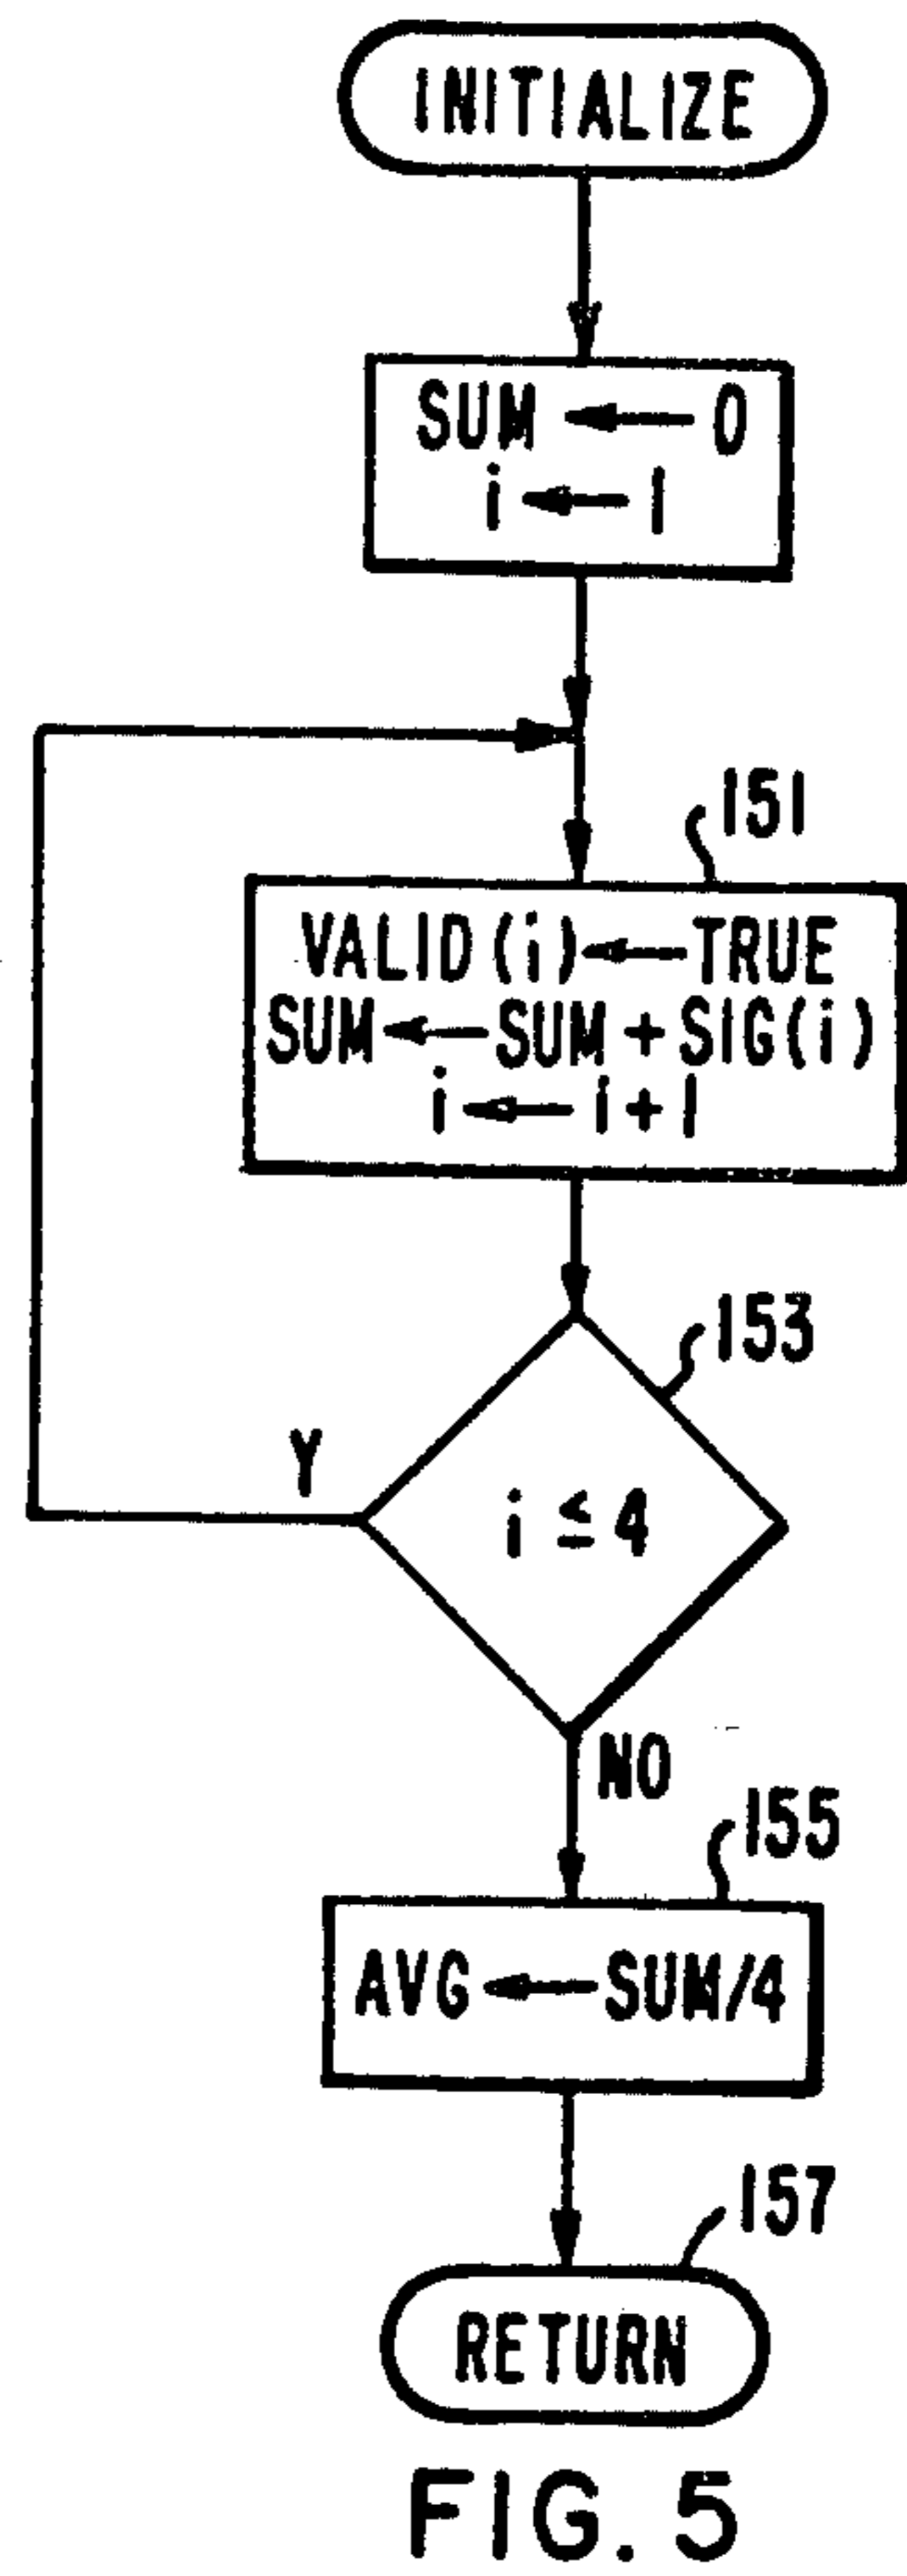 INITIALIZE
SUM ← 0
i ← 1
151
VALID(i) ← TRUE
SUM ← SUM + SIG(i)
i ← i + 1
153
Y
i ≤ 4
NO
155
AVG ← SUM/4
157
RETURN
FIG. 5